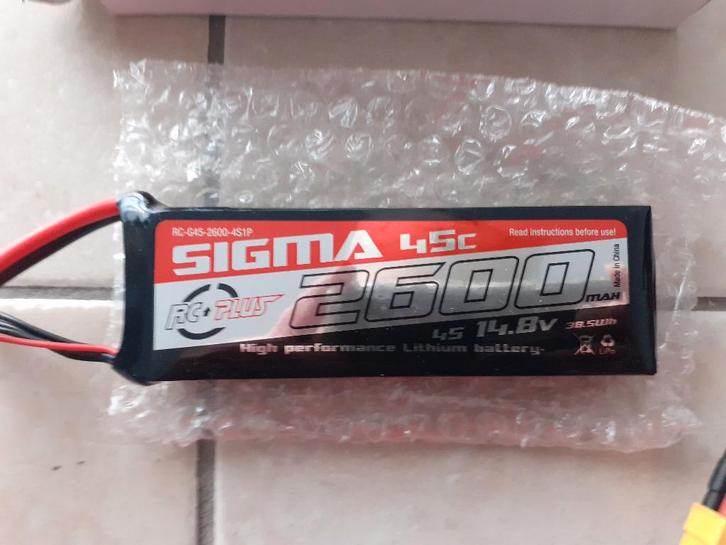 RC-G45-2600-4S1P
Read instructions before use!
SIGMA 45C
RC+PLUS
2600 mAH
Made in China
4S 14.8V 38.5Wh
High performance Lithium battery.
LiPo